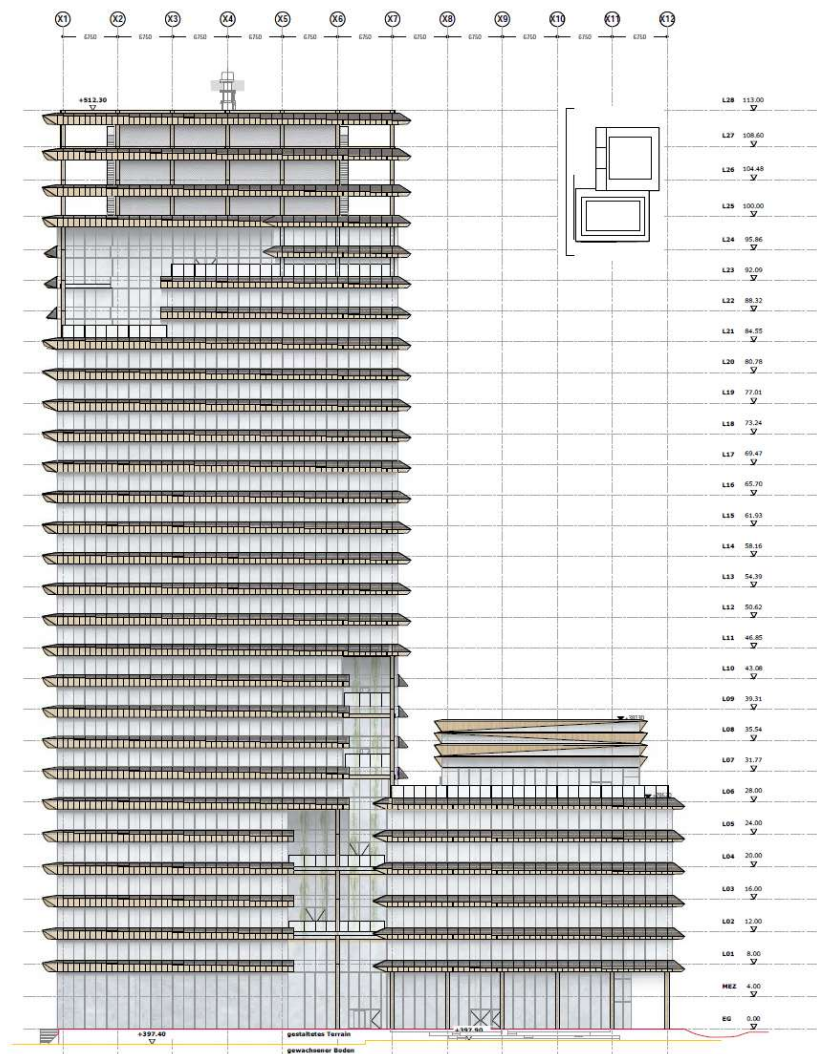 X1 X2 X3 X4 X5 X6 X7 X8 X9 X10 X11 X12
6750 6750 6750 6750 6750 6750 6750 6750 6750 6750 6750
+512.30
L28 113.00
L27 108.60
L26 104.48
L25 100.00
L24 95.86
L23 92.09
L22 88.32
L21 84.55
L20 80.78
L19 77.01
L18 73.24
L17 69.47
L16 65.70
L15 61.93
L14 58.16
L13 54.39
L12 50.62
L11 46.85
L10 43.08
L09 39.31
L08 35.54
L07 31.77
L06 28.00
L05 24.00
L04 20.00
L03 16.00
L02 12.00
L01 8.00
MEZ 4.00
EG 0.00
+397.40
gestaltetes Terrain
+397.90
gewachsener Boden